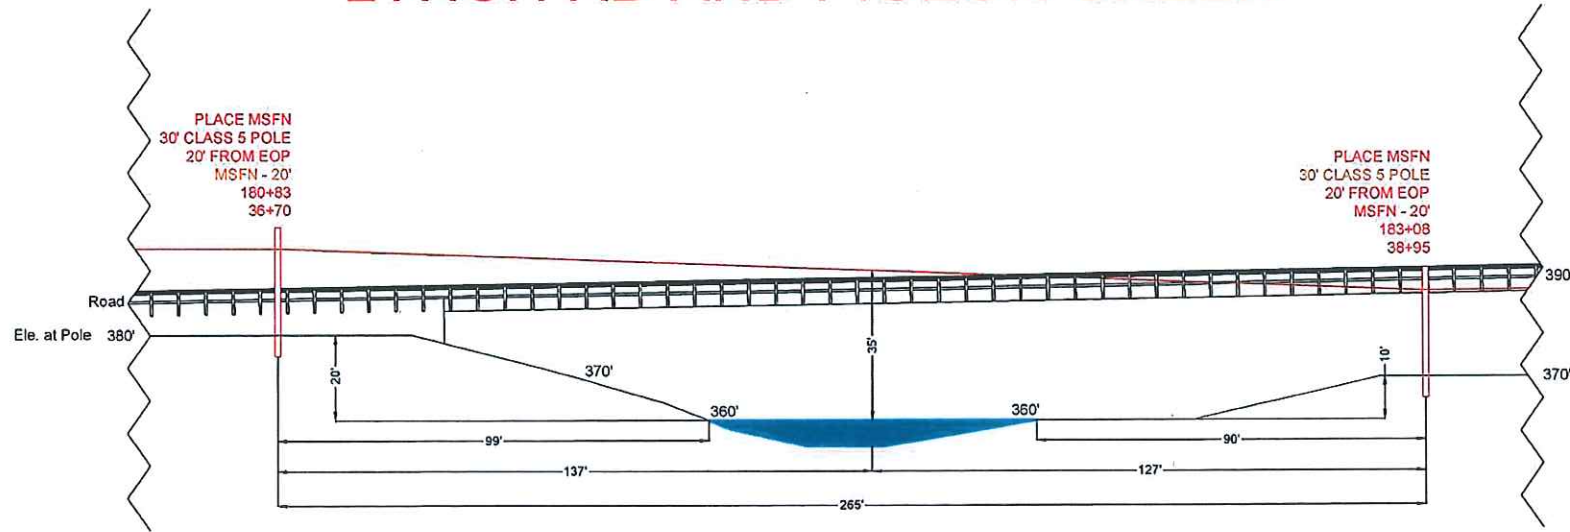 PLACE MSFN
30' CLASS 5 POLE
20' FROM EOP
MSFN - 20'
180+83
36+70
PLACE MSFN
30' CLASS 5 POLE
20' FROM EOP
MSFN - 20'
183+08
38+95
Road
390
Ele. at Pole 380'
35'
10'
20'
370'
370'
360'
360'
99'
90'
137'
127'
265'